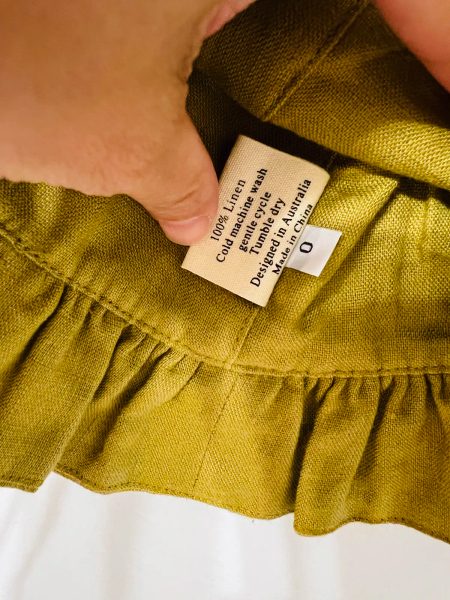 100% Linen
Cold machine wash
gentle cycle
Tumble dry
Designed in Australia
Made in China
0